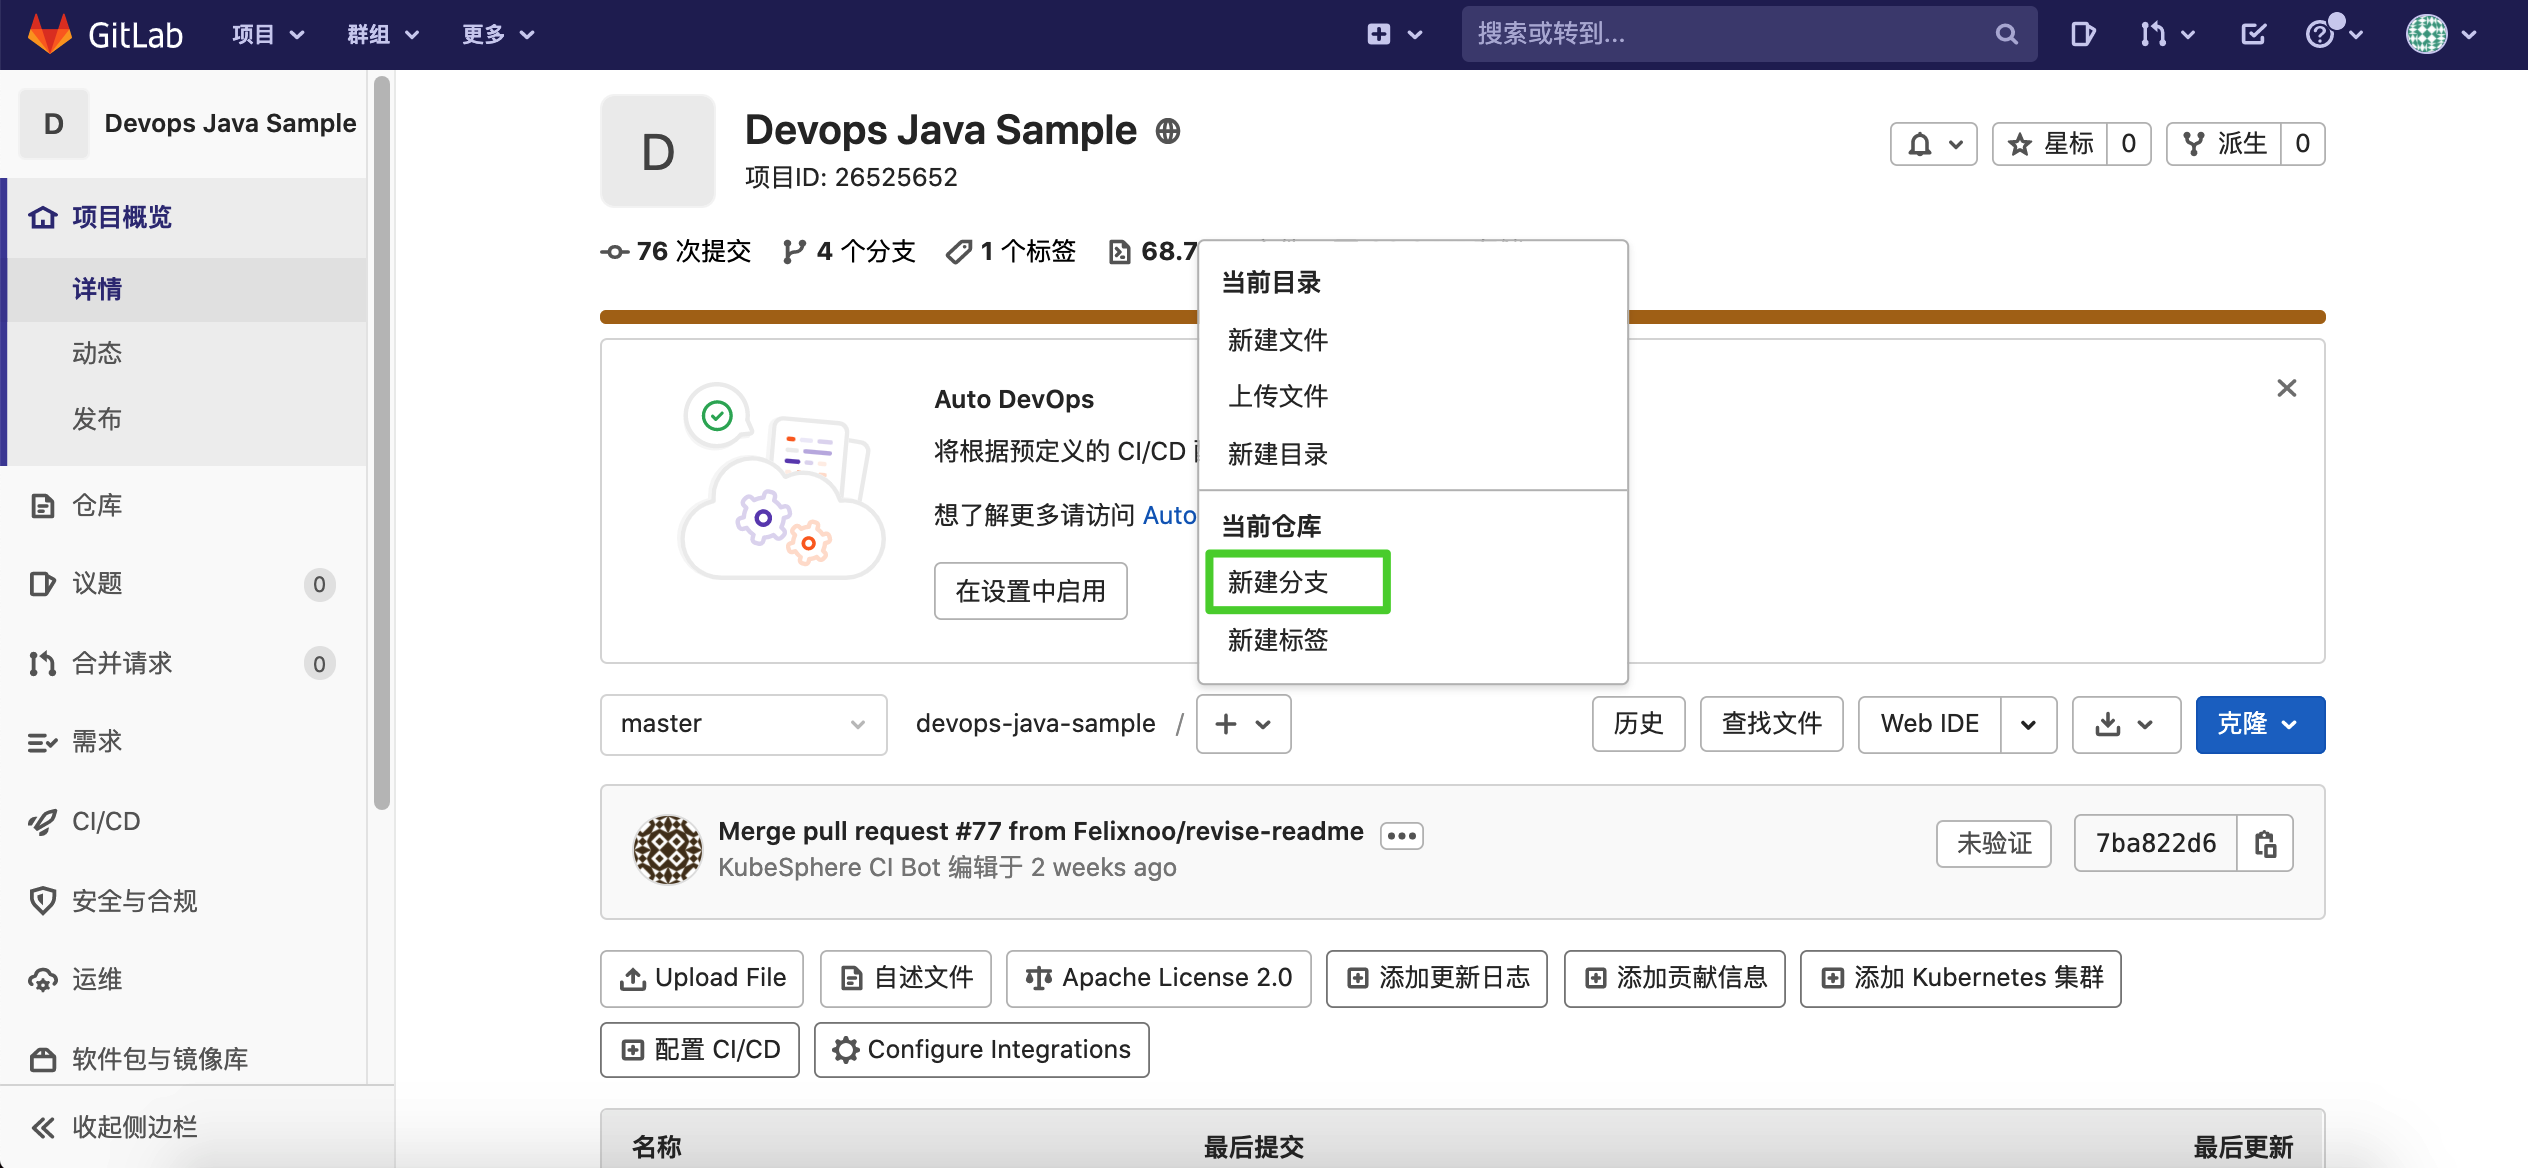 GitLab 项目 群组 更多 搜索或转到...
D Devops Java Sample
项目概览
详情
动态
发布
仓库
议题 0
合并请求 0
需求
CI/CD
安全与合规
运维
软件包与镜像库
收起侧边栏
D
Devops Java Sample
项目ID: 26525652
星标 0 派生 0
76 次提交 4 个分支 1 个标签 68.7
Auto DevOps
将根据预定义的 CI/CD
想了解更多请访问 Auto
在设置中启用
当前目录
新建文件
上传文件
新建目录
当前仓库
新建分支
新建标签
master devops-java-sample / 历史 查找文件 Web IDE 克隆
Merge pull request #77 from Felixnoo/revise-readme
KubeSphere CI Bot 编辑于 2 weeks ago
未验证 7ba822d6
Upload File 自述文件 Apache License 2.0 添加更新日志 添加贡献信息 添加 Kubernetes 集群
配置 CI/CD Configure Integrations
名称 最后提交 最后更新